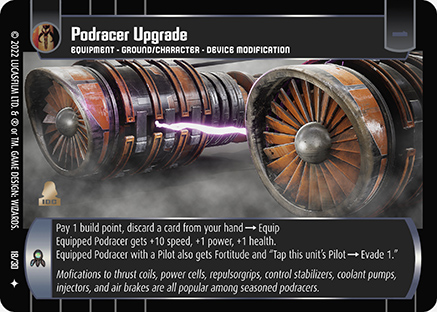 Podracer Upgrade
EQUIPMENT - GROUND/CHARACTER - DEVICE MODIFICATION
© 2022 LUCASFILM LTD. & ® or TM. GAME DESIGN: WIZARDS.
100
Pay 1 build point, discard a card from your hand → Equip
Equipped Podracer gets +10 speed, +1 power, +1 health.
Equipped Podracer with a Pilot also gets Fortitude and “Tap this unit's Pilot → Evade 1.”
Mofications to thrust coils, power cells, repulsorgrips, control stabilizers, coolant pumps,
injectors, and air brakes are all popular among seasoned podracers.
18/30